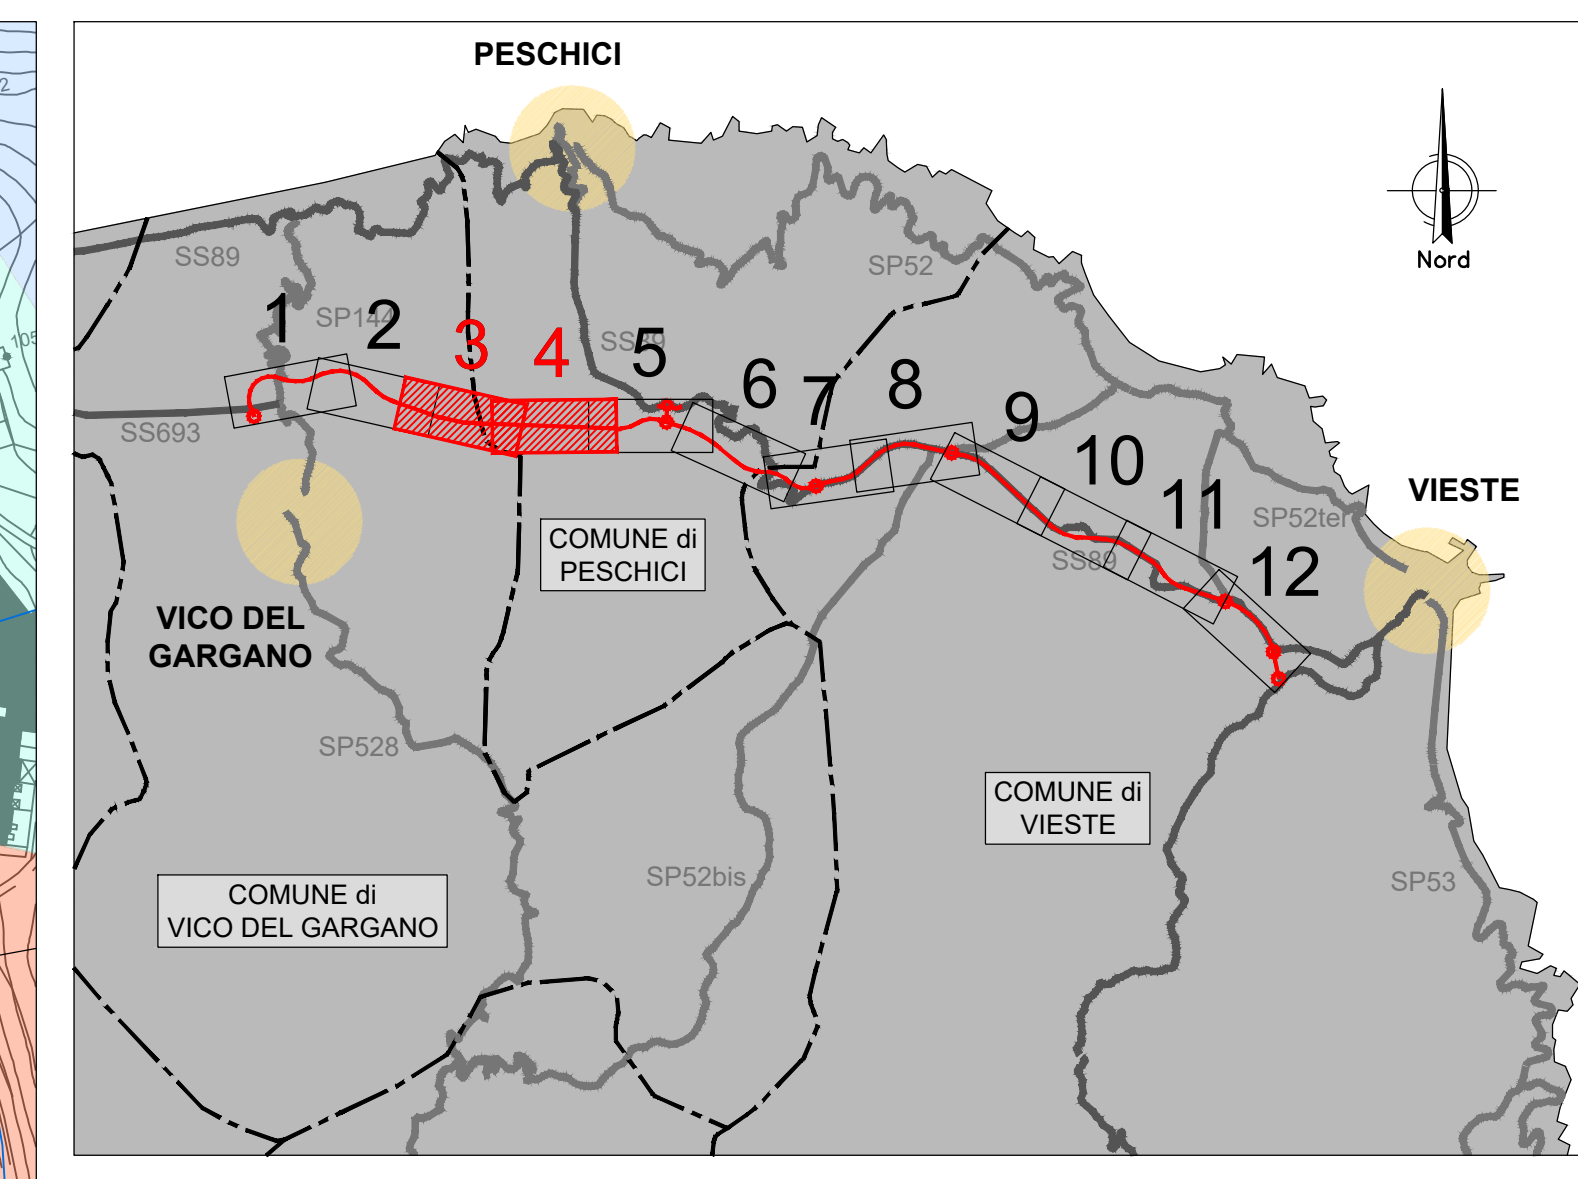 PESCHICI
Nord
SS89
SP52
1
SP144
2
3
4
SS89
5
6
7
8
9
10
11
12
SS693
SP52ter
VIESTE
SS89
COMUNE di
PESCHICI
VICO DEL
GARGANO
SP528
COMUNE di
VIESTE
SP52bis
SP53
COMUNE di
VICO DEL GARGANO